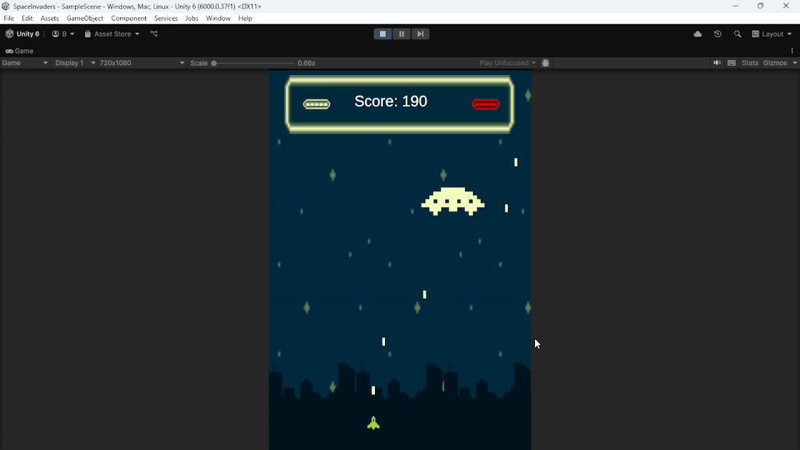 SpaceInvaders - SampleScene - Windows, Mac, Linux - Unity 6 (6000.0.37f1) <DX11>
File Edit Assets GameObject Component Services Jobs Window Help
Unity 6 B Asset Store Layout
Game
Game Display 1 720x1080 Scale 0.66x Play Unfocused Stats Gizmos
Score: 190